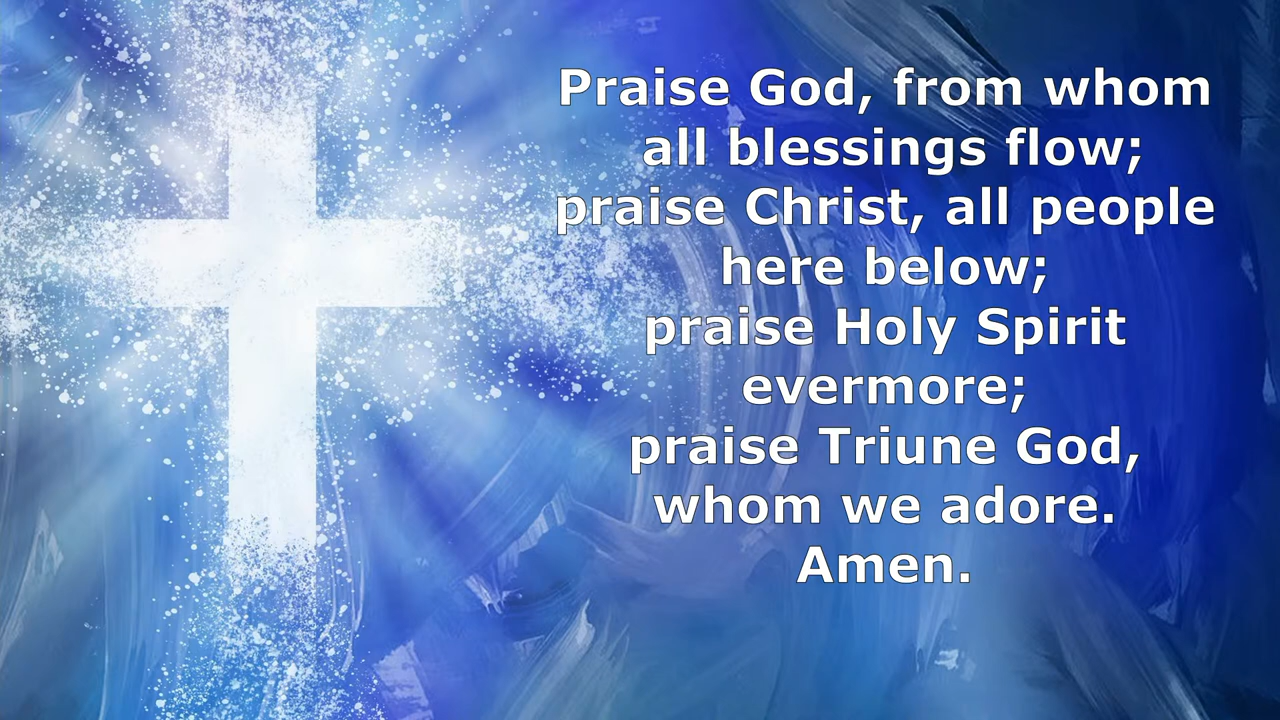 Praise God, from whom
all blessings flow;
praise Christ, all people
here below;
praise Holy Spirit
evermore;
praise Triune God,
whom we adore.
Amen.